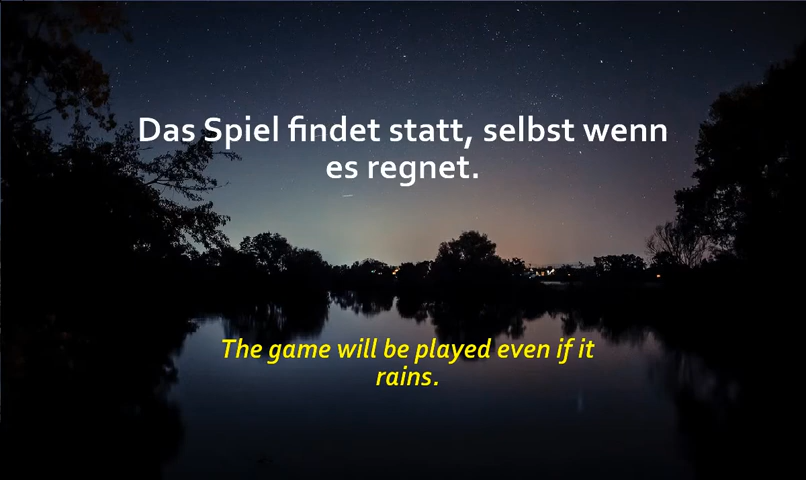 Das Spiel findet statt, selbst wenn
es regnet.
The game will be played even if it
rains.